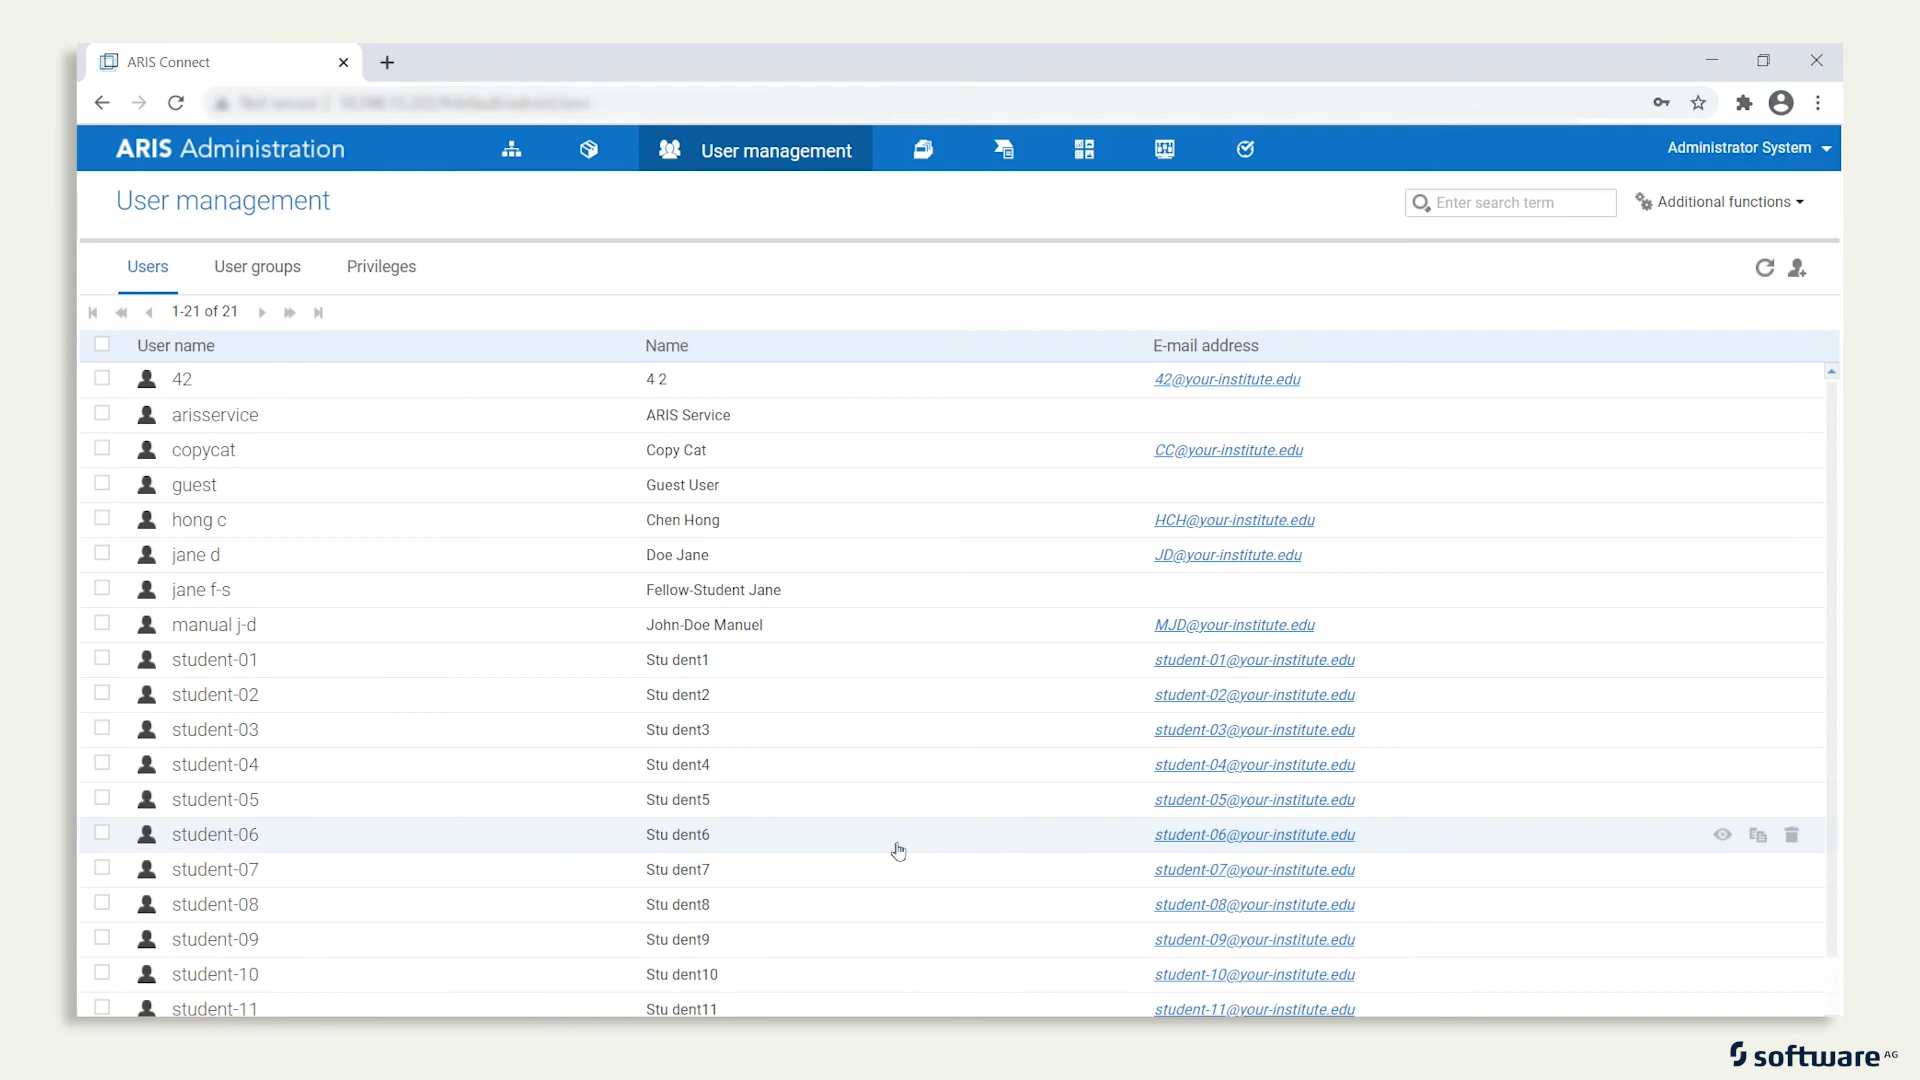 ARIS Connect
ARIS Administration User management Administrator System
User management Enter search term Additional functions
Users User groups Privileges
1-21 of 21
User name Name E-mail address
42 4 2 42@your-institute.edu
arisservice ARIS Service
copycat Copy Cat CC@your-institute.edu
guest Guest User
hong c Chen Hong HCH@your-institute.edu
jane d Doe Jane JD@your-institute.edu
jane f-s Fellow-Student Jane
manual j-d John-Doe Manuel MJD@your-institute.edu
student-01 Stu dent1 student-01@your-institute.edu
student-02 Stu dent2 student-02@your-institute.edu
student-03 Stu dent3 student-03@your-institute.edu
student-04 Stu dent4 student-04@your-institute.edu
student-05 Stu dent5 student-05@your-institute.edu
student-06 Stu dent6 student-06@your-institute.edu
student-07 Stu dent7 student-07@your-institute.edu
student-08 Stu dent8 student-08@your-institute.edu
student-09 Stu dent9 student-09@your-institute.edu
student-10 Stu dent10 student-10@your-institute.edu
student-11 Stu dent11 student-11@your-institute.edu
software AG